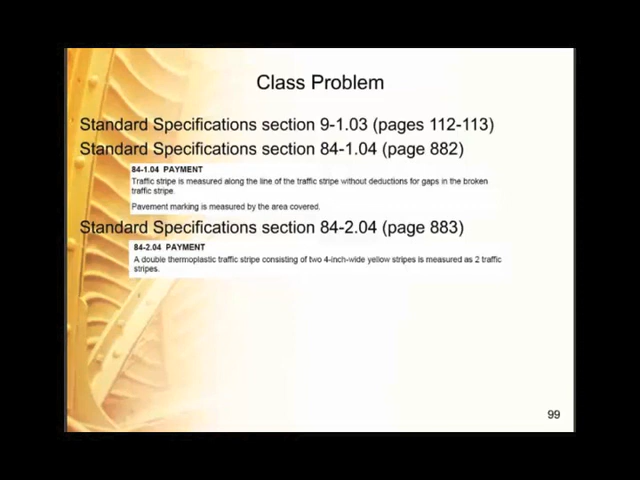 Class Problem
Standard Specifications section 9-1.03 (pages 112-113)
Standard Specifications section 84-1.04 (page 882)
84-1.04 PAYMENT
Traffic stripe is measured along the line of the traffic stripe without deductions for gaps in the broken
traffic stripe.
Pavement marking is measured by the area covered.
Standard Specifications section 84-2.04 (page 883)
84-2.04 PAYMENT
A double thermoplastic traffic stripe consisting of two 4-inch-wide yellow stripes is measured as 2 traffic
stripes.
99